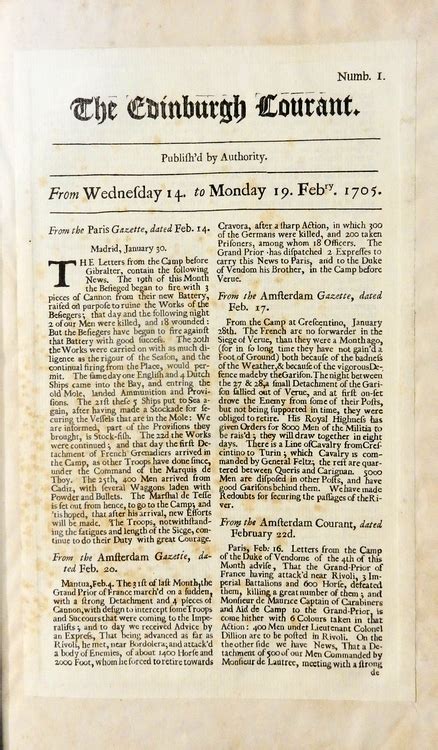 Numb. 1.
The Edinburgh Courant.
Publiſh'd by Authority.
From Wedneſday 14. to Monday 19. Febry. 1705.
From the Paris Gazette, dated Feb. 14.
Madrid, January 30.
THE Letters from the Camp before
Gibralter, contain the following
News. The 19th of this Month
the Beſieged began to fire with 3
pieces of Cannon from their new Battery,
raiſed on purpoſe to ruine the Works of the
Beſiegers; that day and the following night
2 of our Men were killed, and 18 wounded:
But the Beſiegers have began to fire againſt
that Battery with good ſucceſs. The 20th
the Works were carried on with as much di-
ligence as the rigour of the Seaſon, and the
continual firing from the Place, would per-
mit. The ſame day one Engliſh and 4 Dutch
Ships came into the Bay, and entring the
old Mole, landed Ammunition and Provi-
ſions. The 21ſt theſe 5 Ships put to Sea a-
gain, after having made a Stockade for ſe-
curing the Veſſels that are in the Mole: We
are informed, part of the Proviſions they
brought, is Stock-fiſh. The 22d the Works
were continued; and that day the firſt De-
tachment of French Grenadiers arrived in
the Camp, as other Troops have done ſince,
under the Command of the Marquis de
Thoy. The 25th, 400 Men arrived from
Cadiz, with ſeveral Waggons laden with
Powder and Bullets. The Marſhal de Teſſe
is ſet out from hence, to go to the Camp; and
'tis hoped, that after his arrival, new Efforts
will be made. The Troops, notwithſtand-
ing the fatigues and length of the Siege, con-
tinue to do their Duty with great Courage.
From the Amſterdam Gazette, da-
ted Feb. 20.
Mantua, Feb. 4. The 31ſt of laſt Month, the
Grand Prior of France march'd on a ſudden,
with a ſtrong Detachment and 4 pieces of
Cannon, with deſign to intercept ſome Troops
and Succours that were coming to the Impe-
rialiſts; and to day we received Advice by
an Expreſs, That being advanced as far as
Rivoli, he met, near Bordolera; and attack'd
a body of Enemies, of about 1400 Horſe and
2000 Foot, whom he forced to retire towards
Cravora, after a ſharp Action, in which 300
of the Germans were killed, and 200 taken
Priſoners, among whom 18 Officers. The
Grand Prior has diſpatched 2 Expreſſes to
carry this News to Paris, and to the Duke
of Vendom his Brother, in the Camp before
Verue.
From the Amſterdam Gazette, dated
Feb. 17.
From the Camp at Creſcentino, January
28th. The French are no forwarder in the
Siege of Verue, than they were a Month ago,
(for in ſo long time they have not gain'd a
Foot of Ground) both becauſe of the badneſs
of the Weather, & becauſe of the vigorous De-
fence made by the Gariſon. The night between
the 27 & 28, a ſmall Detachment of the Gari-
ſon ſallied out of Verue, and at firſt on-ſet
drove the Enemy from ſome of their Poſts,
but not being ſupported in time, they were
obliged to retire. His Royal Highneſs has
given Orders for 8000 Men of the Militia to
be rais'd; they will draw together in eight
days. There is a Line of Cavalry from Creſ-
centino to Turin; which Cavalry is com-
manded by General Feltz; the reſt are quar-
tered between Queris and Carignan. 5000
Men are diſpoſed in other Poſts, and have
good Gariſons behind them. We have made
Redoubts for ſecuring the paſſages of the Ri-
ver.
From the Amſterdam Courant, dated
February 22d.
Paris, Feb. 16. Letters from the Camp
of the Duke of Vendome of the 4th of this
Month adviſe, That the Grand-Prior of
France having attack'd near Rivoli, 3 Im-
perial Battalions and 600 Horſe, defeated
them, killing a great number of them; and
Monſieur de Maurice Captain of Carabiners
and Aid de Camp to the Grand-Prior, is
come hither with 6 Colours taken in that
Action: 400 Men under Lieutenant Colonel
Dillion are to be poſted in Rivoli. On the
other ſide we have News, That a De-
tachment of 500 of our Men Commanded by
Monſieur de Lautrec, meeting with a ſtrong
de